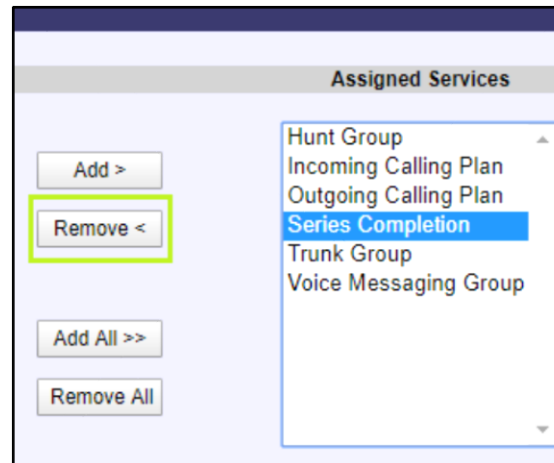 Assigned Services
Add >
Remove <
Add All >>
Remove All
Hunt Group
Incoming Calling Plan
Outgoing Calling Plan
Series Completion
Trunk Group
Voice Messaging Group